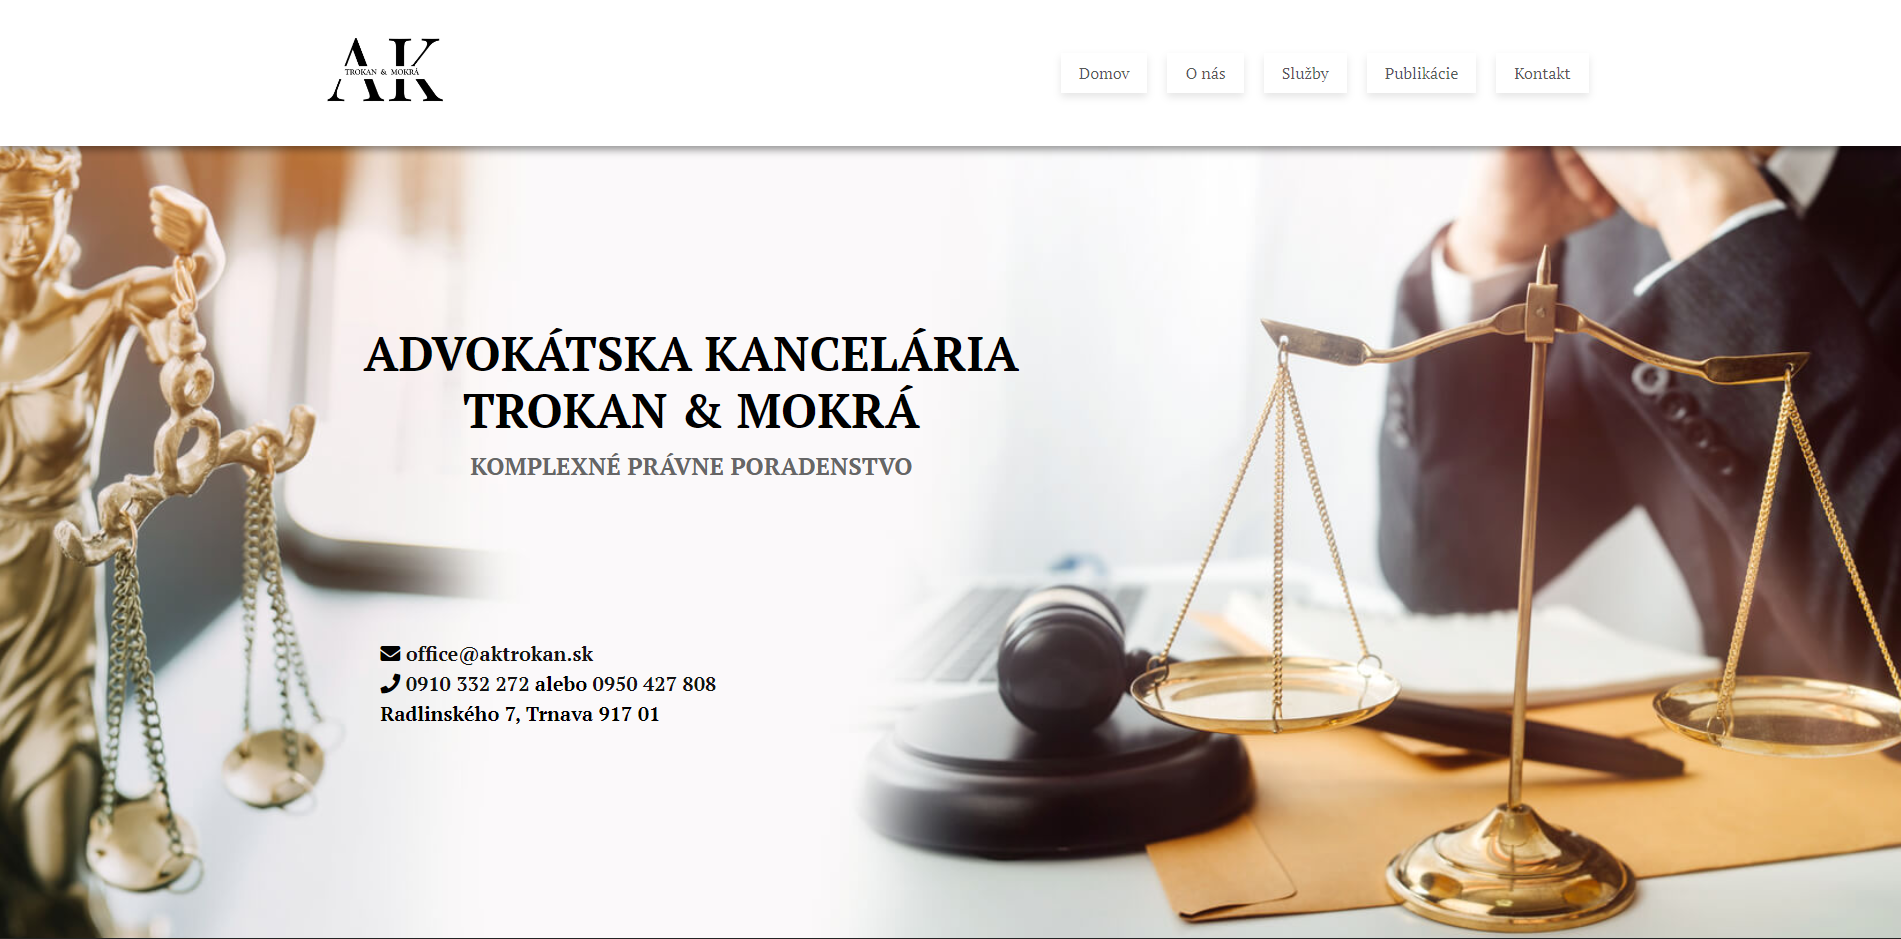 AK
TROKAN & MOKRÁ
Domov
O nás
Služby
Publikácie
Kontakt
ADVOKÁTSKA KANCELÁRIA
TROKAN & MOKRÁ
KOMPLEXNÉ PRÁVNE PORADENSTVO
office@aktrokan.sk
0910 332 272 alebo 0950 427 808
Radlinského 7, Trnava 917 01